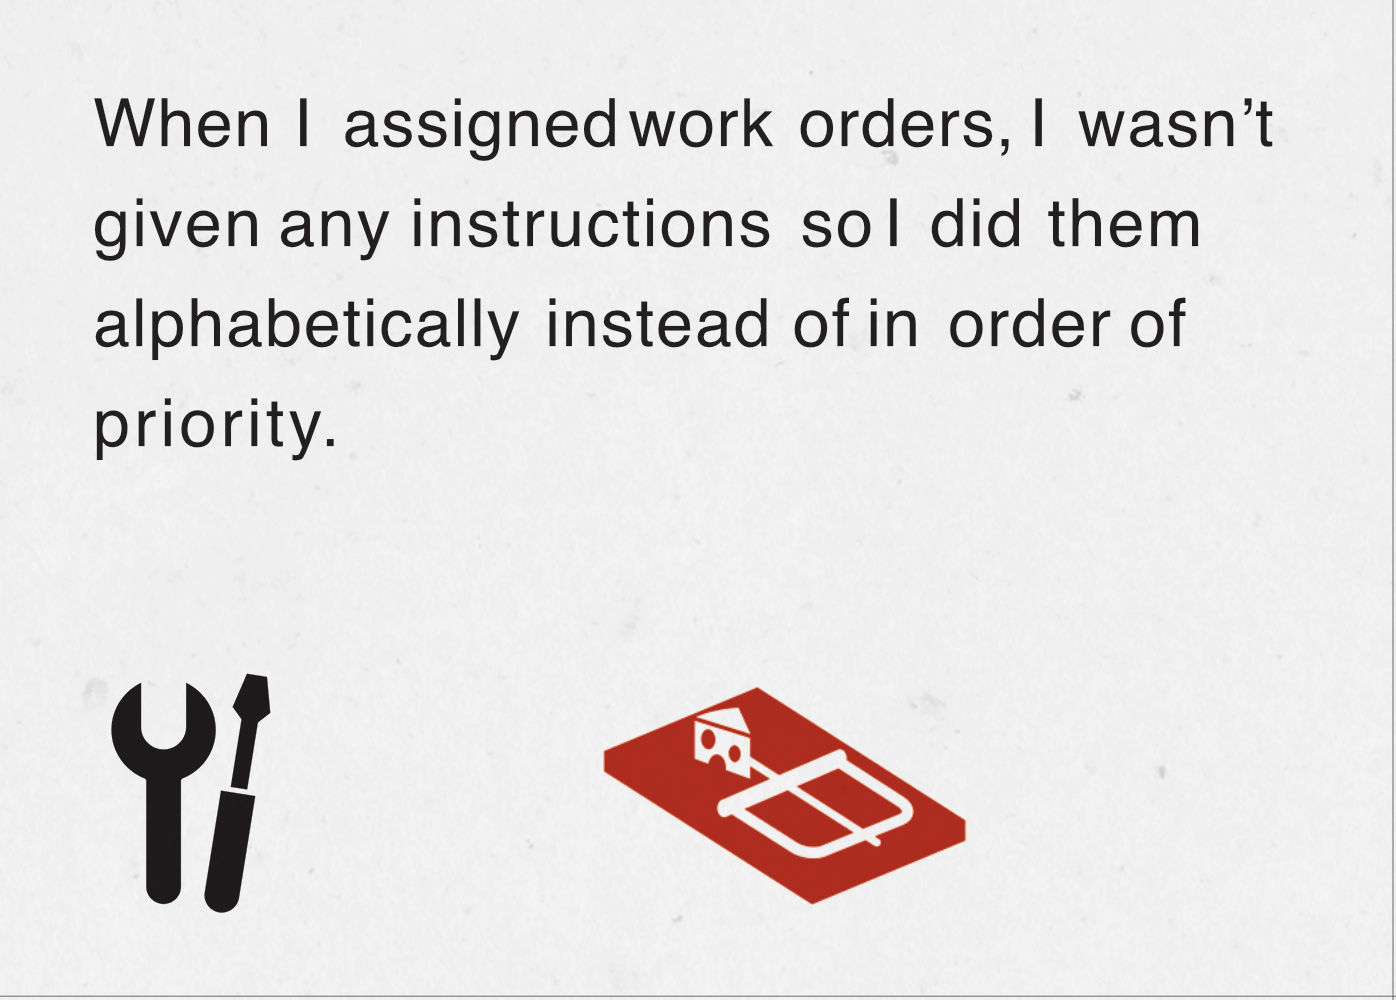 When I assigned work orders, I wasn’t
given any instructions so I did them
alphabetically instead of in order of
priority.